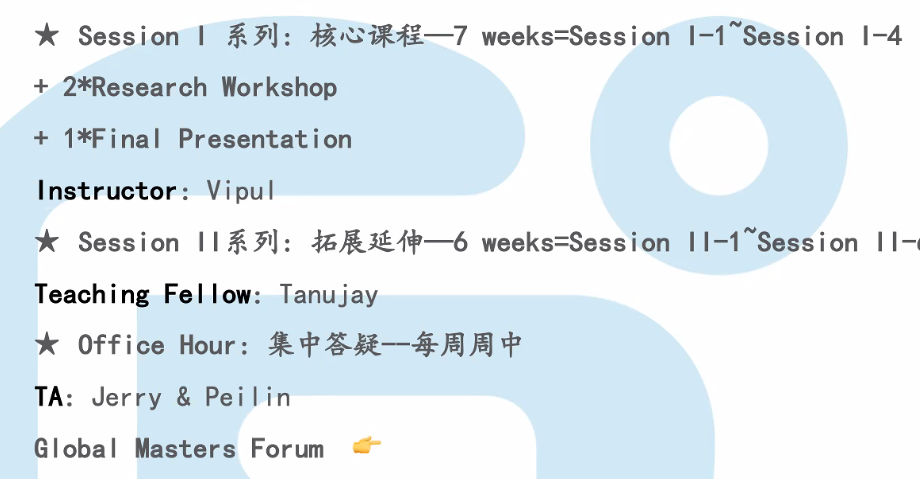 ★ Session I 系列: 核心课程——7 weeks=Session I-1~Session I-4
+ 2*Research Workshop
+ 1*Final Presentation
Instructor: Vipul
★ Session II系列: 拓展延伸——6 weeks=Session II-1~Session II-6
Teaching Fellow: Tanujay
★ Office Hour: 集中答疑——每周周中
TA: Jerry & Peilin
Global Masters Forum 👉